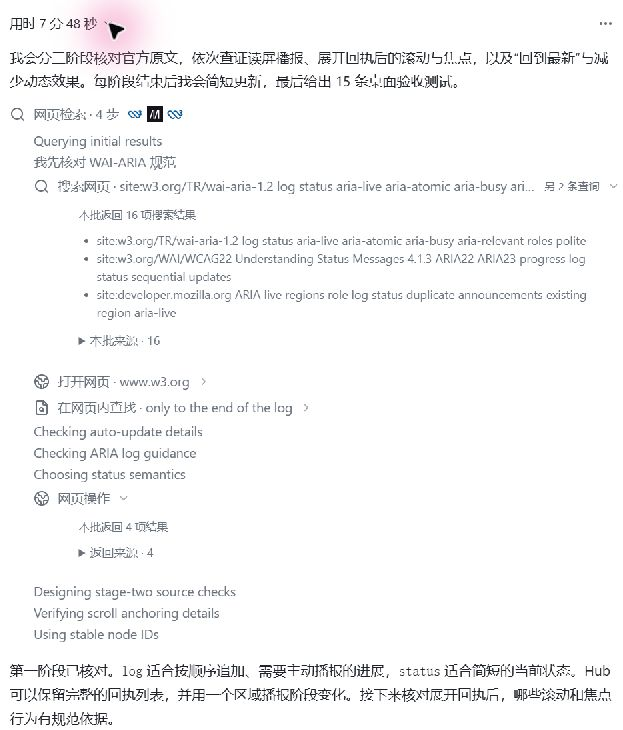 用时 7 分 48 秒
我会分三阶段核对官方原文，依次查证读屏播报、展开回执后的滚动与焦点，以及“回到最新”与减
少动态效果。每阶段结束后我会简短更新，最后给出 15 条桌面验收测试。
网页检索 · 4 步
Querying initial results
我先核对 WAI-ARIA 规范
搜索网页 · site:w3.org/TR/wai-aria-1.2 log status aria-live aria-atomic aria-busy ari... 另 2 条查询
本批返回 16 项搜索结果
• site:w3.org/TR/wai-aria-1.2 log status aria-live aria-atomic aria-busy aria-relevant roles polite
• site:w3.org/WAI/WCAG22 Understanding Status Messages 4.1.3 ARIA22 ARIA23 progress log
status sequential updates
• site:developer.mozilla.org ARIA live regions role log status duplicate announcements existing
region aria-live
▶ 本批来源 · 16
打开网页 · www.w3.org
在网页内查找 · only to the end of the log
Checking auto-update details
Checking ARIA log guidance
Choosing status semantics
网页操作
本批返回 4 项结果
▶ 返回来源 · 4
Designing stage-two source checks
Verifying scroll anchoring details
Using stable node IDs
第一阶段已核对。log 适合按顺序追加、需要主动播报的进展，status 适合简短的当前状态。Hub
可以保留完整的回执列表，并用一个区域播报阶段变化。接下来核对展开回执后，哪些滚动和焦点
行为有规范依据。